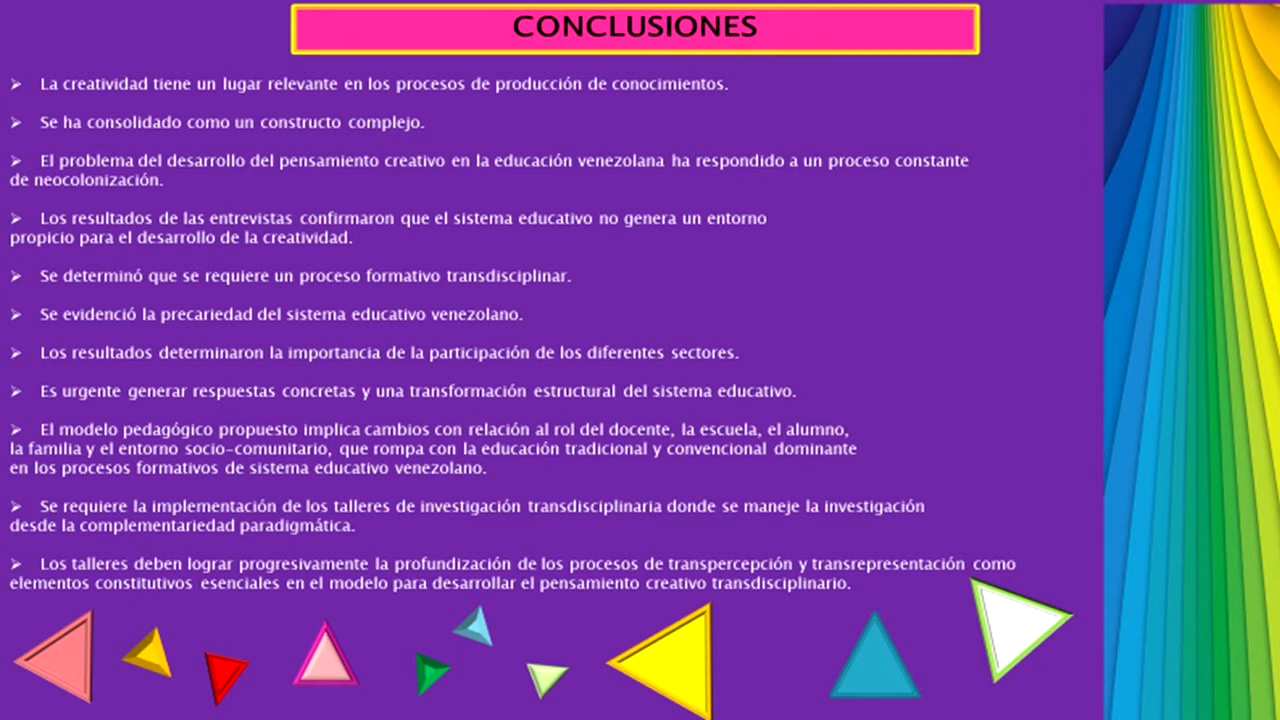 CONCLUSIONES
➢ La creatividad tiene un lugar relevante en los procesos de producción de conocimientos.
➢ Se ha consolidado como un constructo complejo.
➢ El problema del desarrollo del pensamiento creativo en la educación venezolana ha respondido a un proceso constante
de neocolonización.
➢ Los resultados de las entrevistas confirmaron que el sistema educativo no genera un entorno
propicio para el desarrollo de la creatividad.
➢ Se determinó que se requiere un proceso formativo transdisciplinar.
➢ Se evidenció la precariedad del sistema educativo venezolano.
➢ Los resultados determinaron la importancia de la participación de los diferentes sectores.
➢ Es urgente generar respuestas concretas y una transformación estructural del sistema educativo.
➢ El modelo pedagógico propuesto implica cambios con relación al rol del docente, la escuela, el alumno,
la familia y el entorno socio-comunitario, que rompa con la educación tradicional y convencional dominante
en los procesos formativos de sistema educativo venezolano.
➢ Se requiere la implementación de los talleres de investigación transdisciplinaria donde se maneje la investigación
desde la complementariedad paradigmática.
➢ Los talleres deben lograr progresivamente la profundización de los procesos de transpercepción y transrepresentación como
elementos constitutivos esenciales en el modelo para desarrollar el pensamiento creativo transdisciplinario.